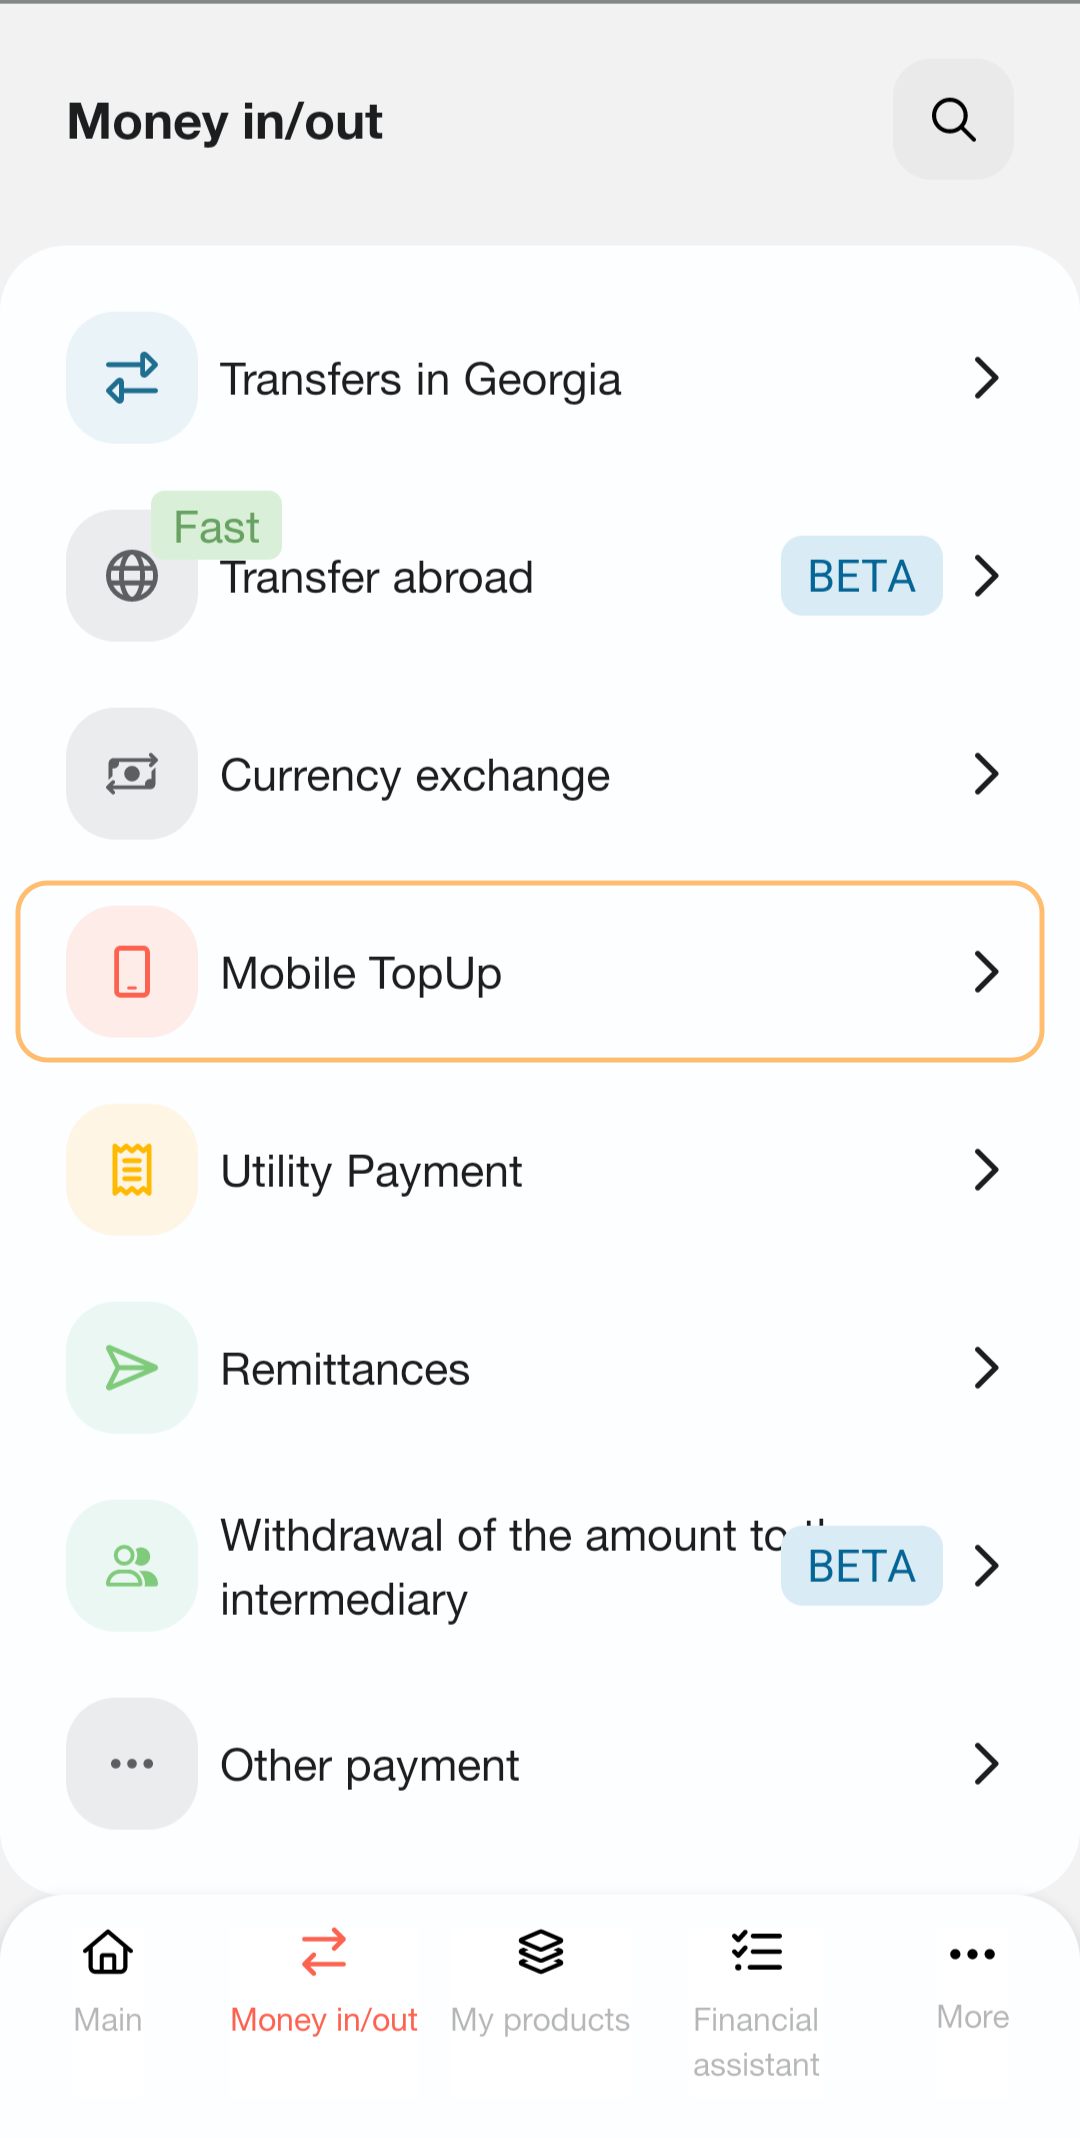 Money in/out
Transfers in Georgia
Fast
Transfer abroad
BETA
Currency exchange
Mobile TopUp
Utility Payment
Remittances
Withdrawal of the amount to
BETA
intermediary
Other payment
Main
Money in/out
My products
Financial
assistant
More